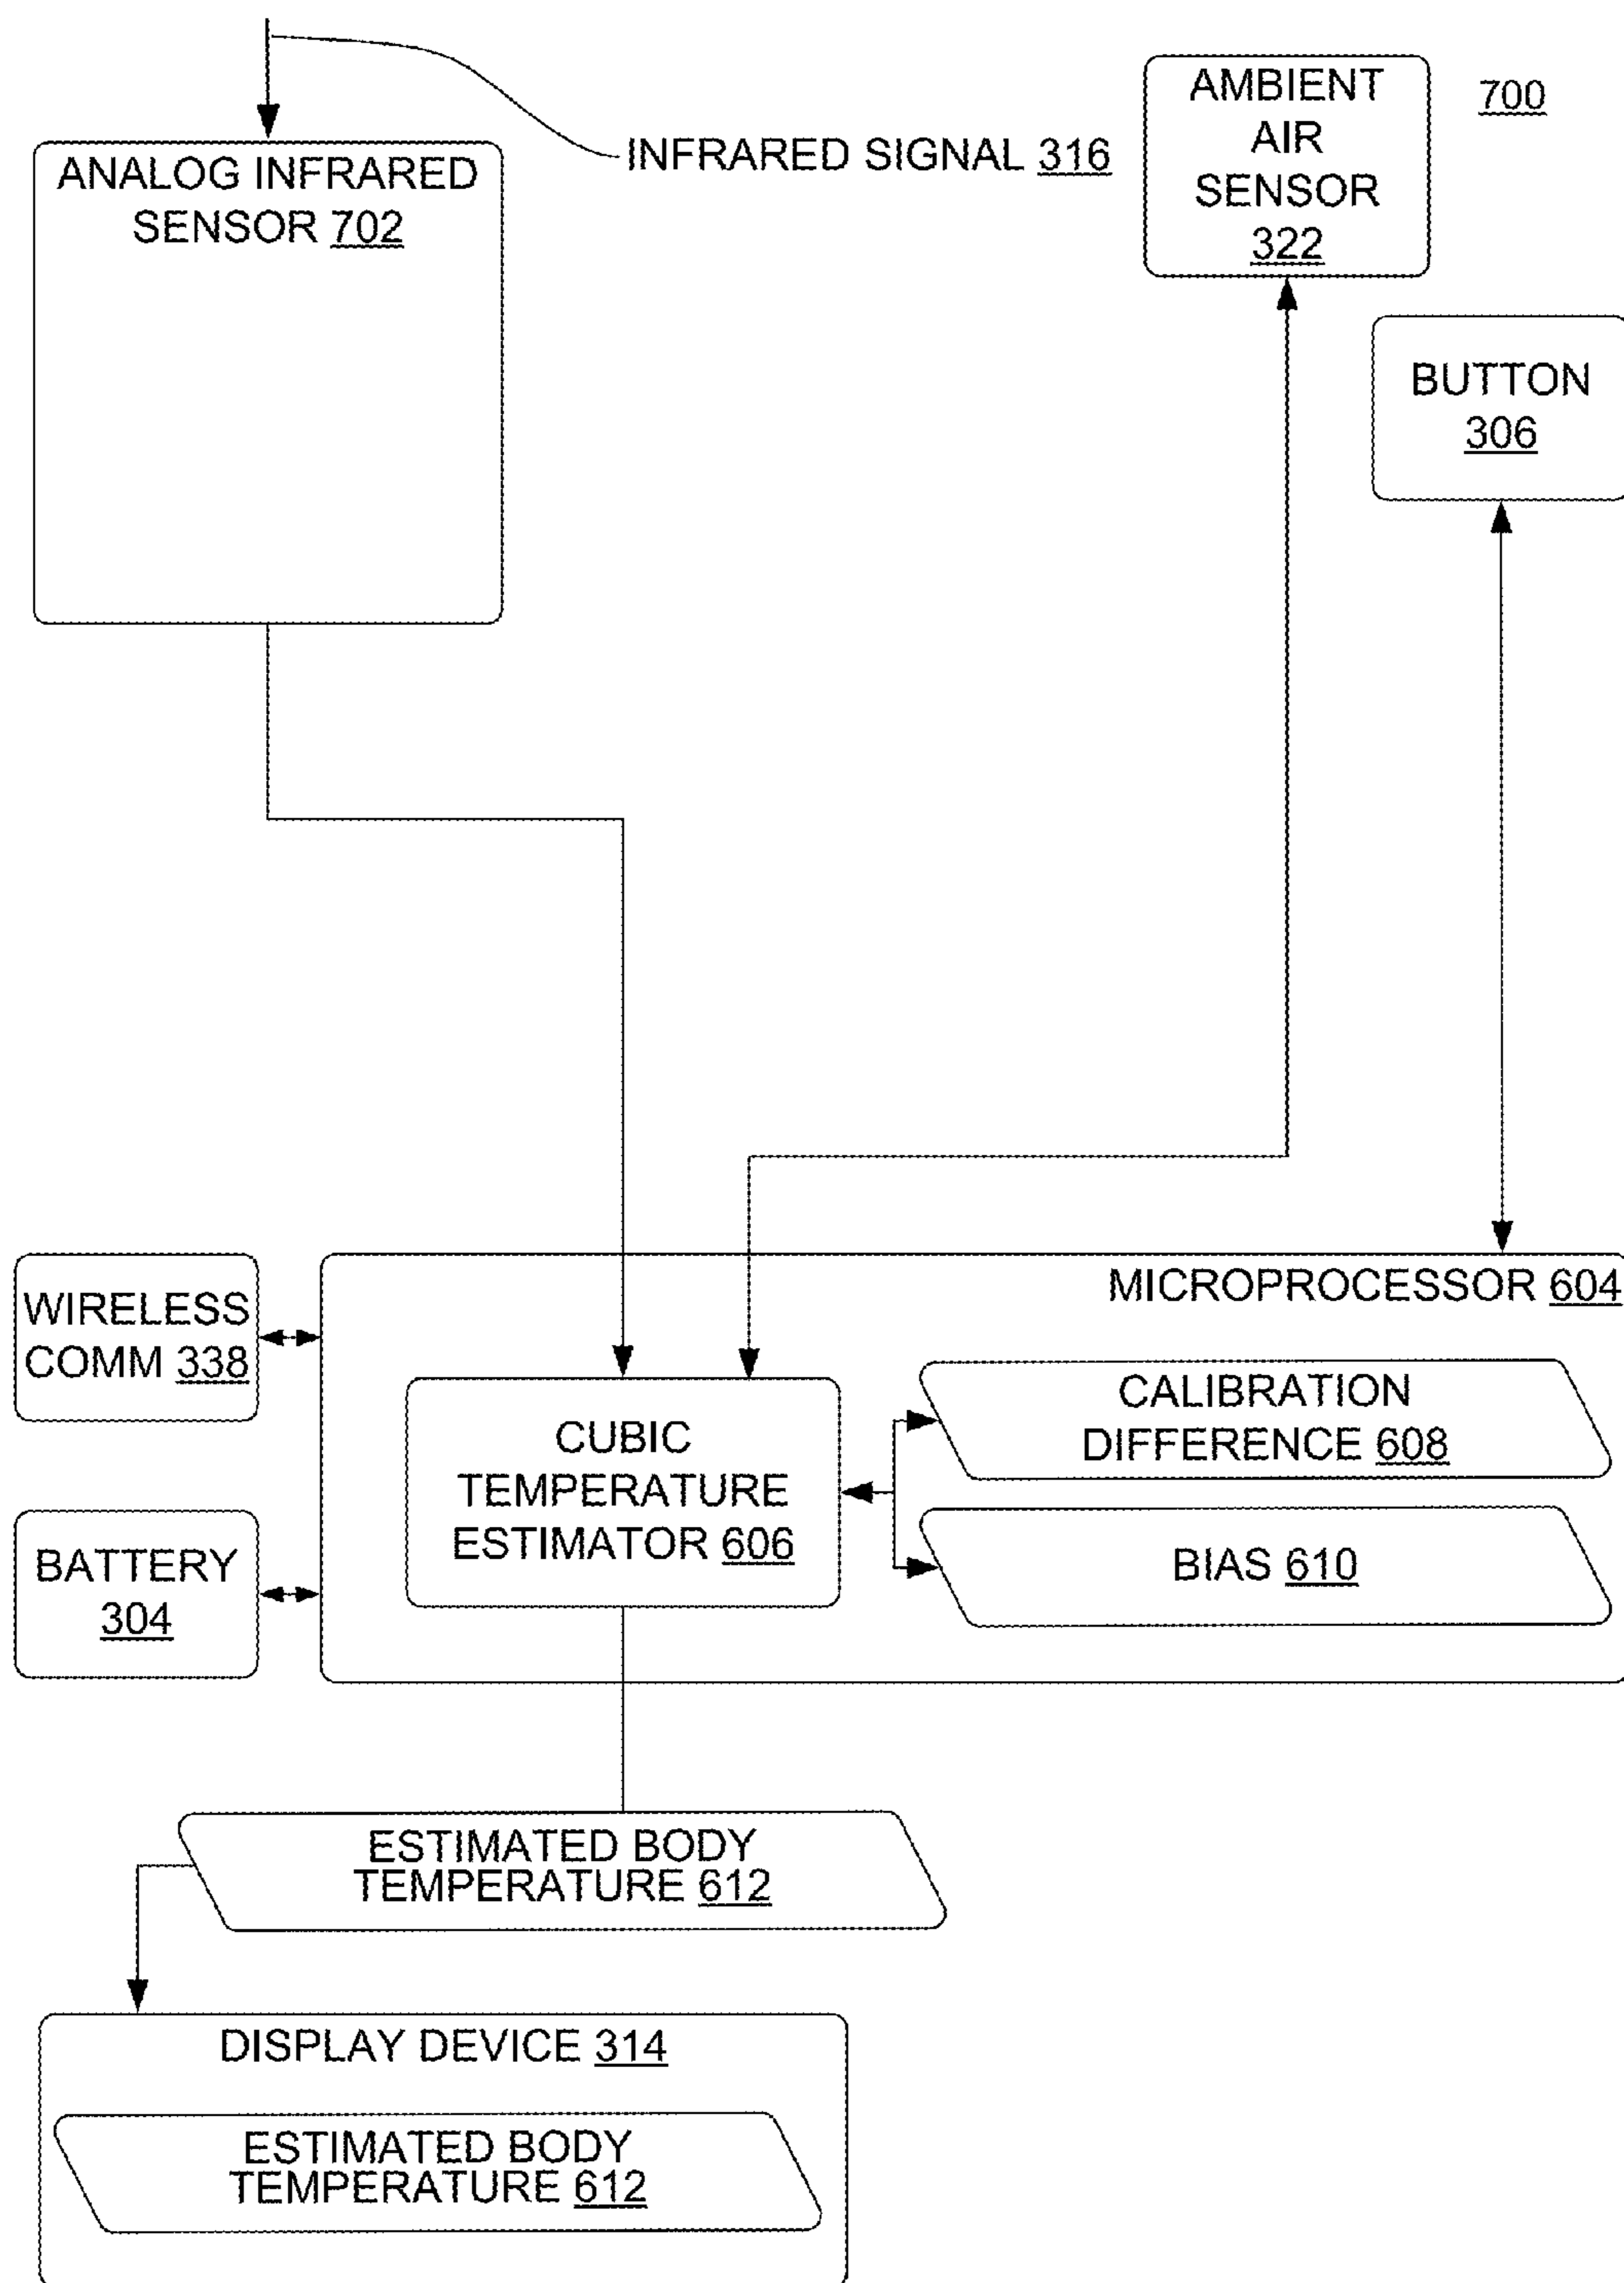 INFRARED SIGNAL 316
ANALOG INFRARED
SENSOR 702
AMBIENT
AIR
SENSOR
322
700
BUTTON
306
MICROPROCESSOR 604
WIRELESS
COMM 338
BATTERY
304
CUBIC
TEMPERATURE
ESTIMATOR 606
CALIBRATION
DIFFERENCE 608
BIAS 610
ESTIMATED BODY
TEMPERATURE 612
DISPLAY DEVICE 314
ESTIMATED BODY
TEMPERATURE 612